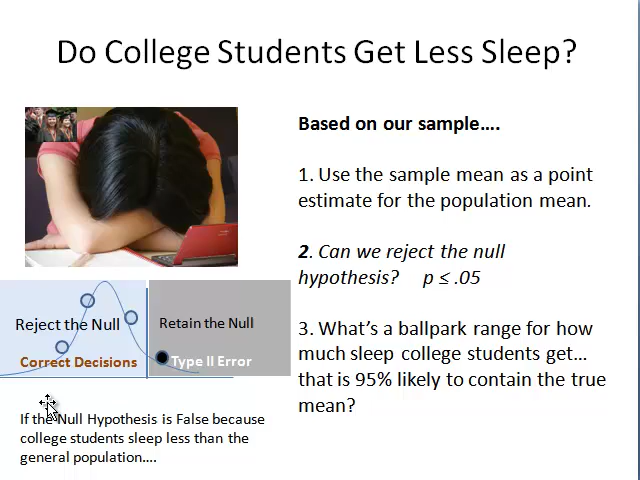 Do College Students Get Less Sleep?
Based on our sample….
1. Use the sample mean as a point
estimate for the population mean.
2. Can we reject the null
hypothesis? p ≤ .05
3. What's a ballpark range for how
much sleep college students get…
that is 95% likely to contain the true
mean?
Reject the Null
Correct Decisions
Retain the Null
Type II Error
If the Null Hypothesis is False because
college students sleep less than the
general population….